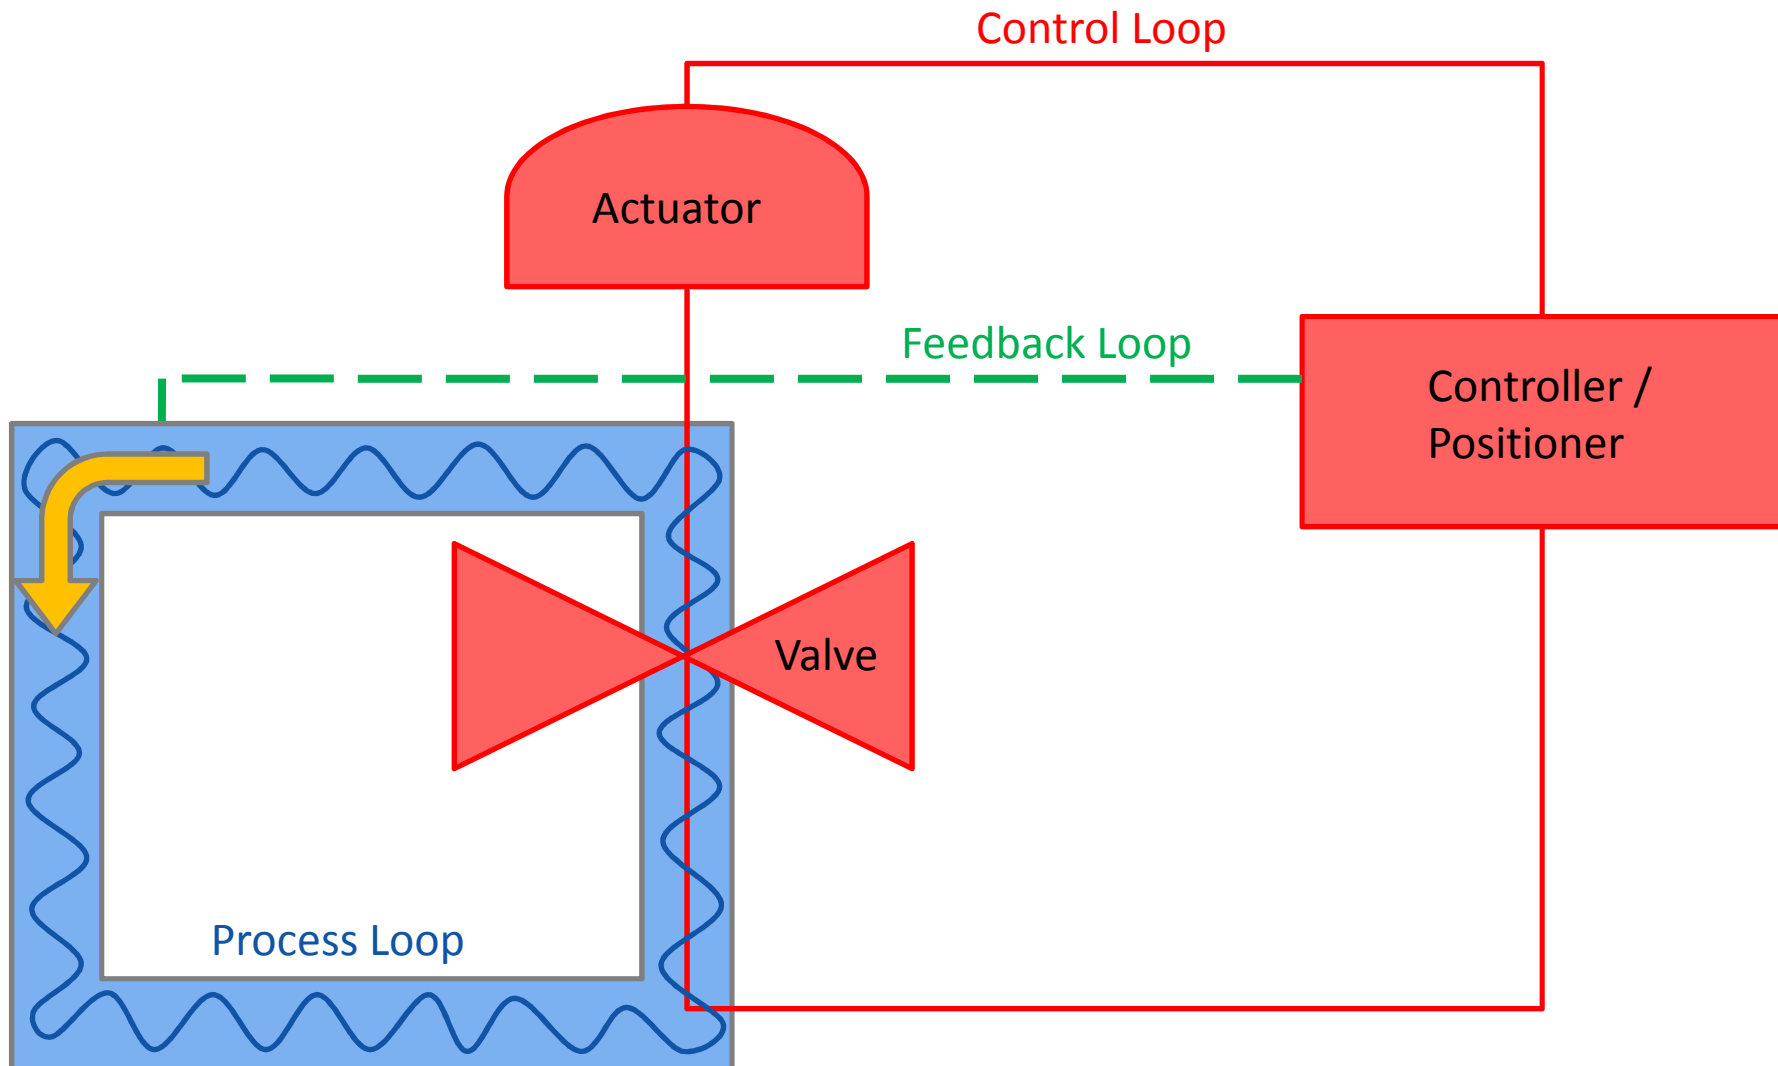 Control Loop
Actuator
Feedback Loop
Controller /
Positioner
Valve
Process Loop